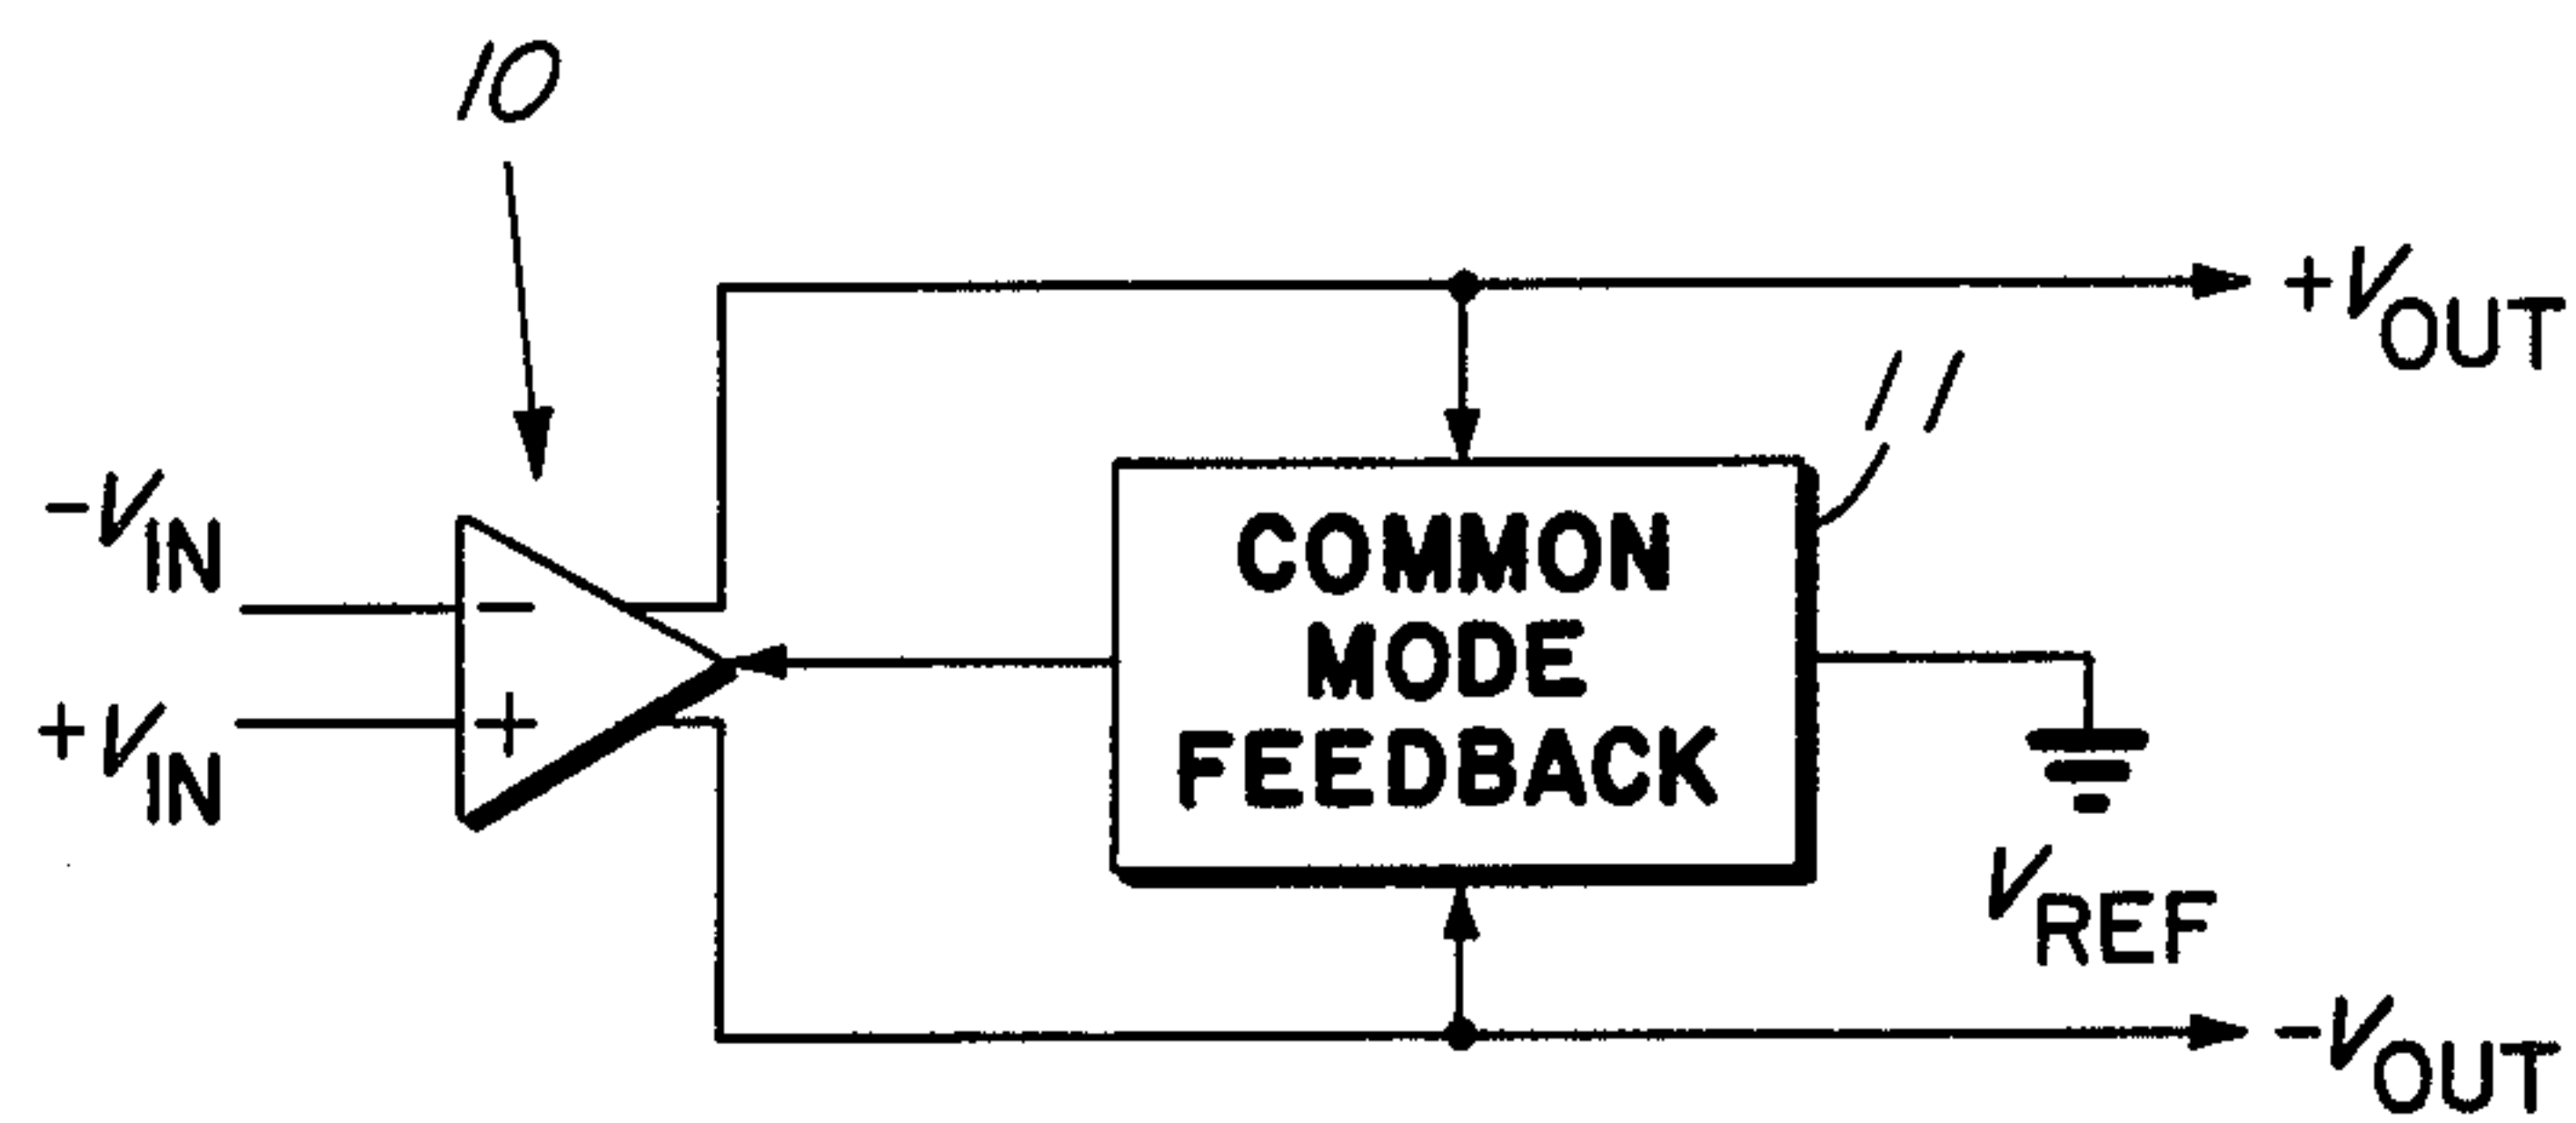 10
+VOUT
11
-VIN
-
COMMON
MODE
FEEDBACK
+VIN
+
VREF
-VOUT